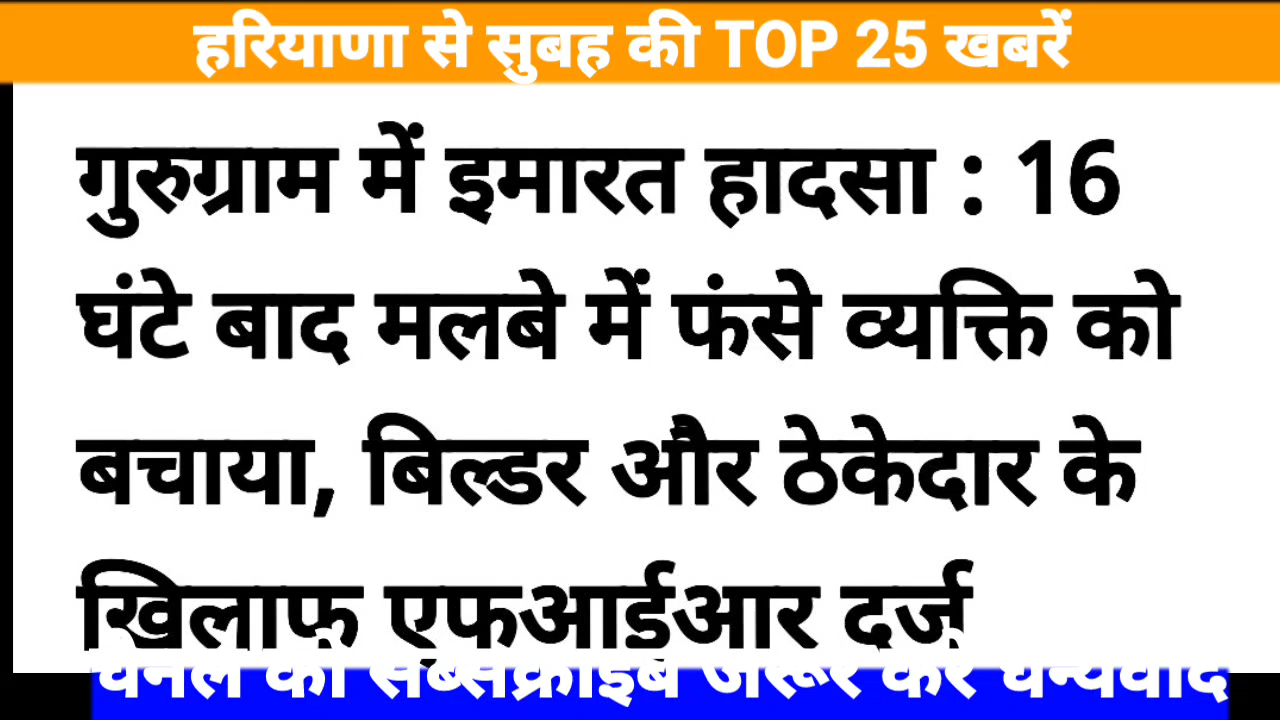 हरियाणा से सुबह की TOP 25 खबरें
गुरुग्राम में इमारत हादसा : 16
घंटे बाद मलबे में फंसे व्यक्ति को
बचाया, बिल्डर और ठेकेदार के
खिलाफ एफआईआर दर्ज
चैनल को सब्सक्राइब जरूर करें धन्यवाद